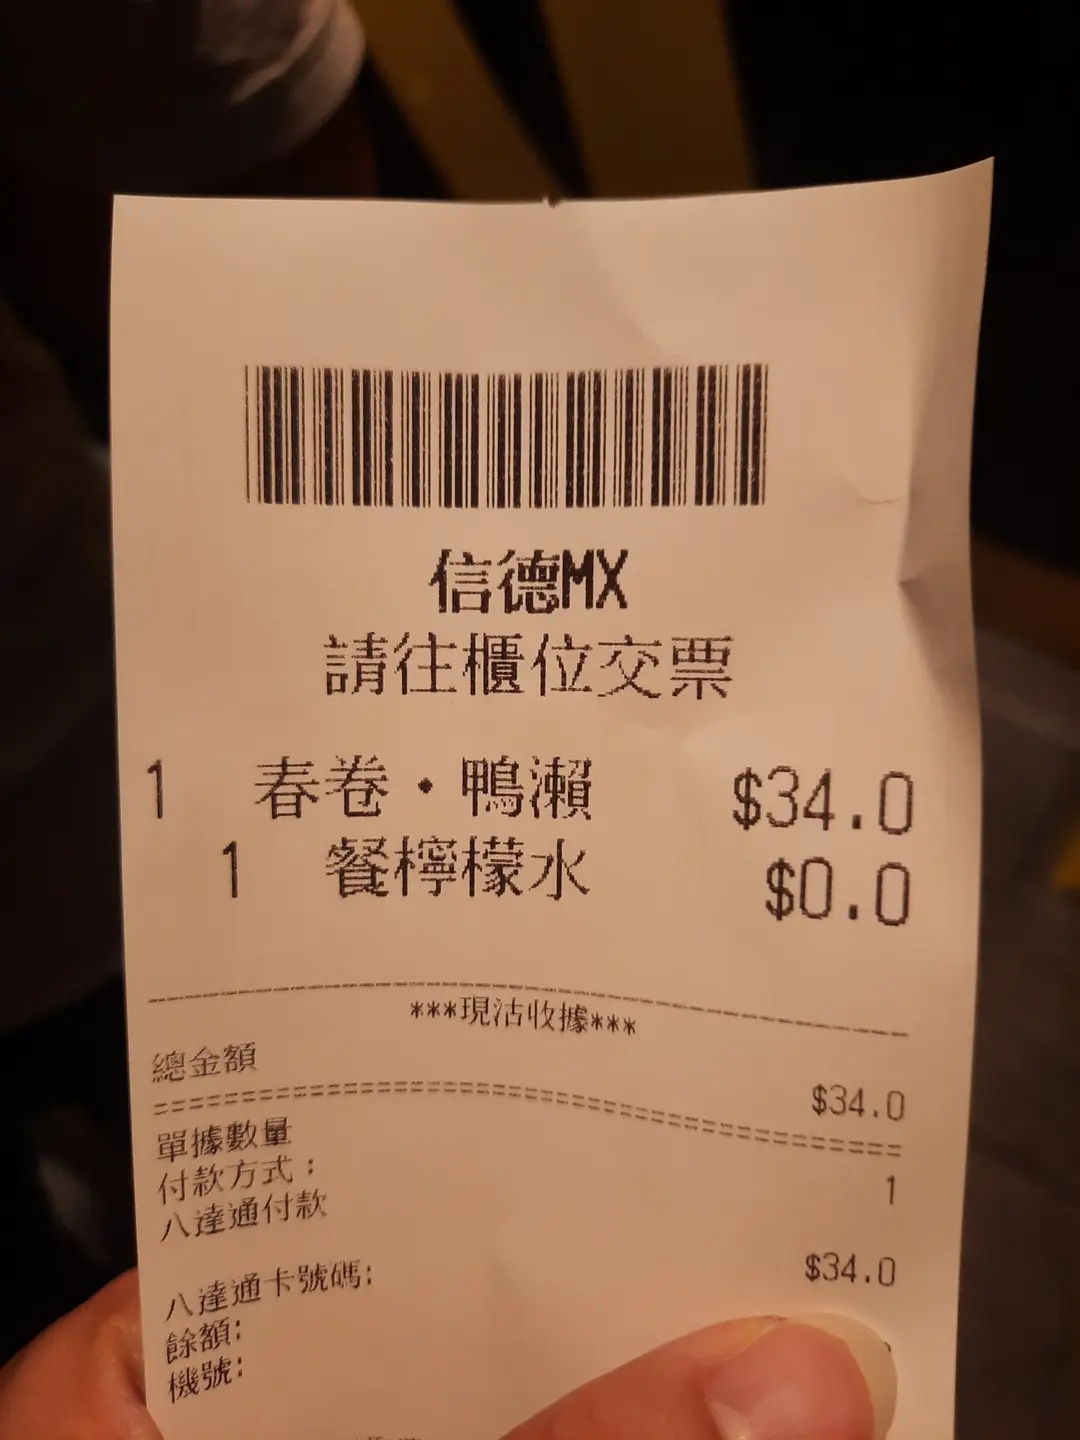 信德MX
請往櫃位交票
1 春卷・鴨瀨 $34.0
1 餐檸檬水 $0.0
***現沽收據***
總金額 $34.0
單據數量 1
付款方式：
八達通付款 $34.0
八達通卡號碼:
餘額:
機號: